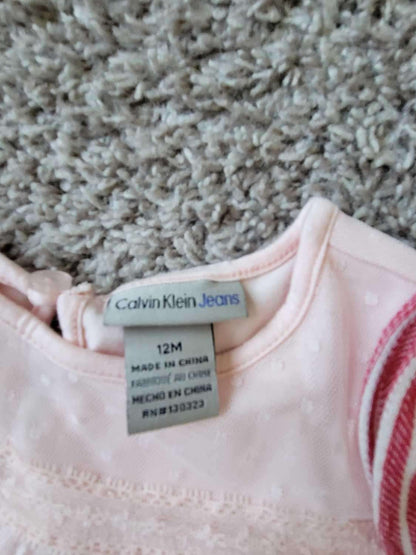 Calvin Klein Jeans
12M
MADE IN CHINA
FABRIQUÉ AU CHINE
HECHO EN CHINA
RN#130323